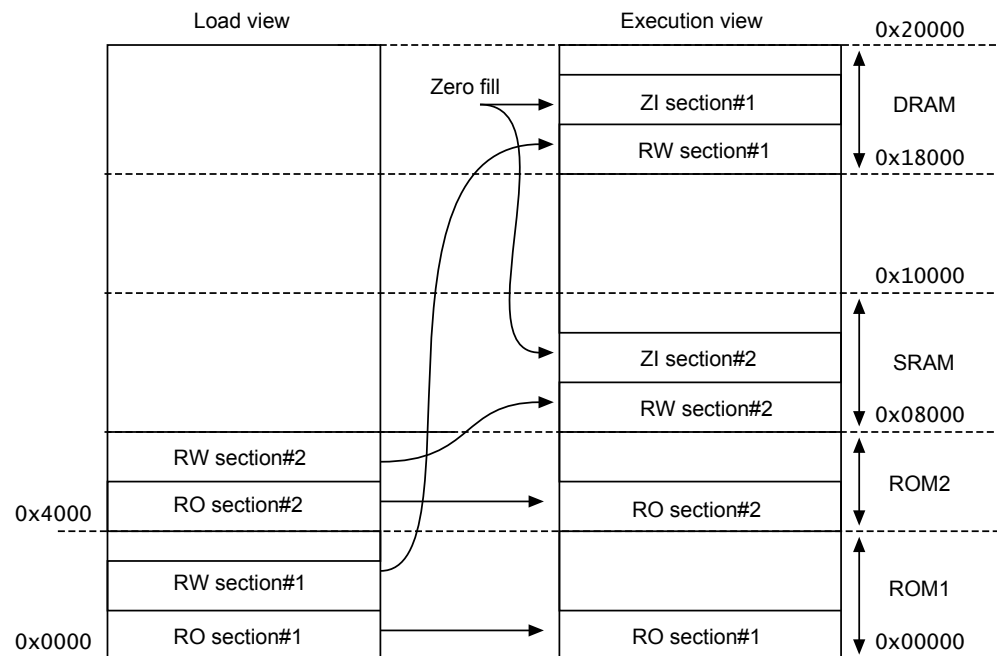 Load view
Execution view
0x20000
Zero fill
ZI section#1
DRAM
RW section#1
0x18000
0x10000
ZI section#2
SRAM
RW section#2
0x08000
RW section#2
ROM2
RO section#2
RO section#2
0x4000
RW section#1
ROM1
0x0000
RO section#1
RO section#1
0x00000